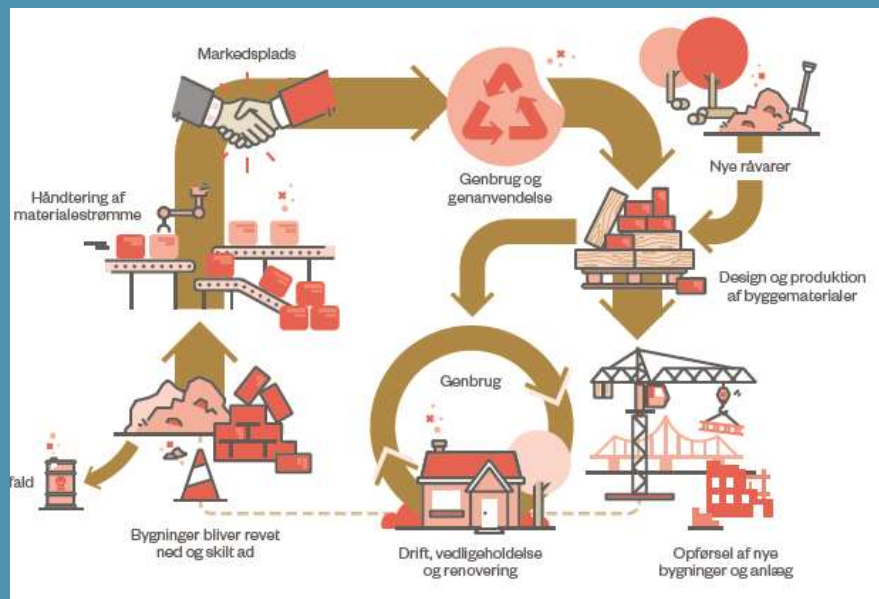 Markedsplads
Genbrug og
genanvendelse
Nye råvarer
Håndtering af
materialestrømme
Design og produktion
af byggematerialer
Genbrug
fald
Bygninger bliver revet
ned og skilt ad
Drift, vedligeholdelse
og renovering
Opførsel af nye
bygninger og anlæg